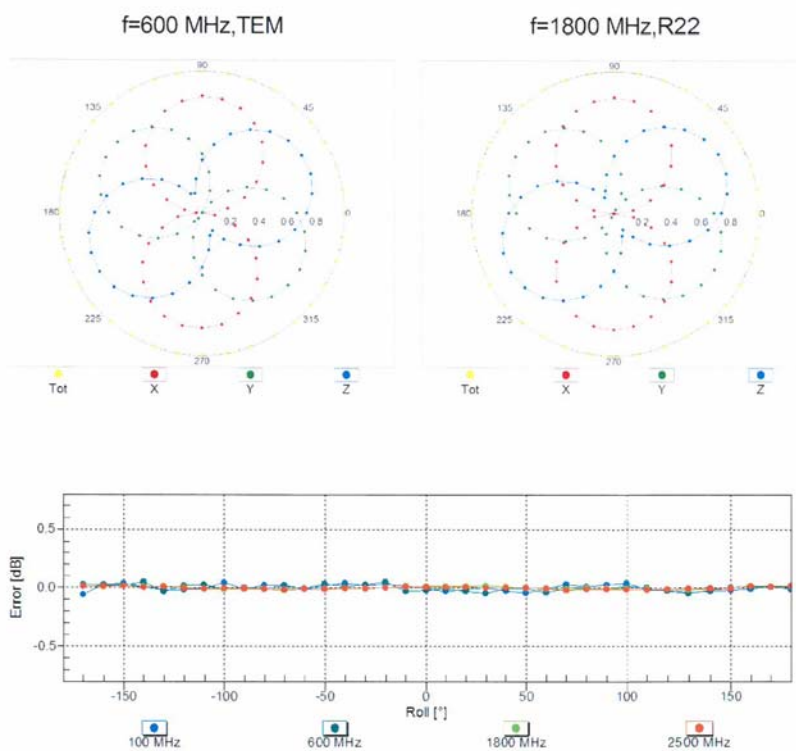 f=600 MHz,TEM
f=1800 MHz,R22
90
135
45
180
0.2 0.4 0.6 0.8
0
225
315
270
Tot X Y Z
90
135
45
180
0.2 0.4 0.6 0.8
0
225
315
270
Tot X Y Z
Error [dB]
0.5
0.0
-0.5
-150 -100 -50 0 50 100 150
Roll [°]
100 MHz 600 MHz 1800 MHz 2500 MHz